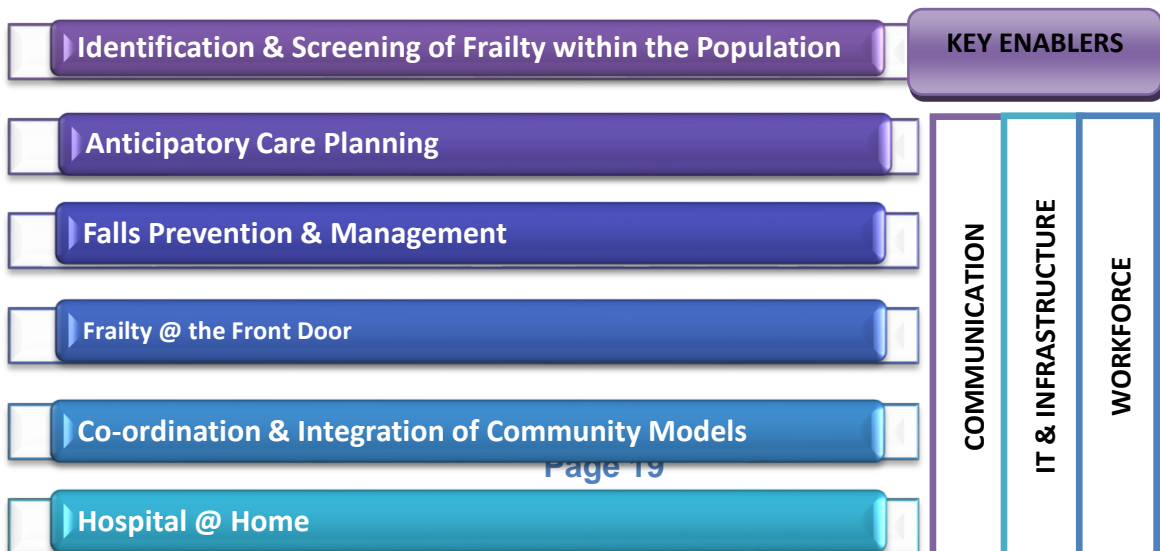 Identification & Screening of Frailty within the Population
KEY ENABLERS
Anticipatory Care Planning
Falls Prevention & Management
Frailty @ the Front Door
Co-ordination & Integration of Community Models
Page 19
Hospital @ Home
COMMUNICATION
IT & INFRASTRUCTURE
WORKFORCE